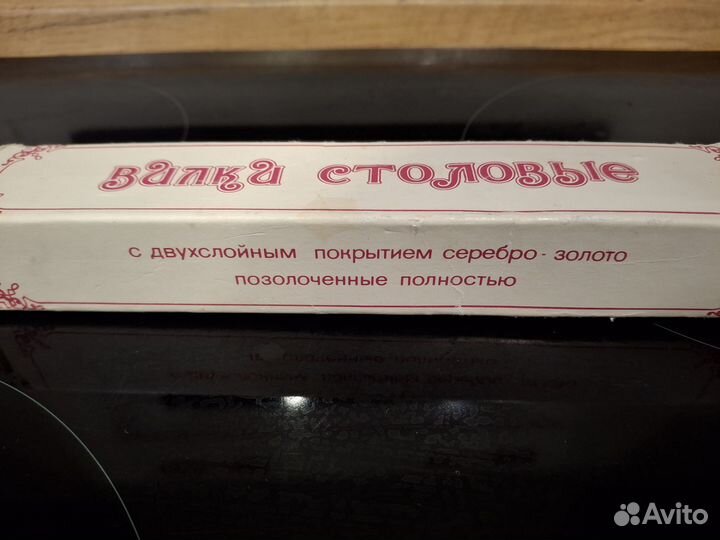 ВИЛКИ СТОЛОВЫЕ
С ДВУХСЛОЙНЫМ ПОКРЫТИЕМ СЕРЕБРО - ЗОЛОТО
ПОЗОЛОЧЕННЫЕ ПОЛНОСТЬЮ
Avito